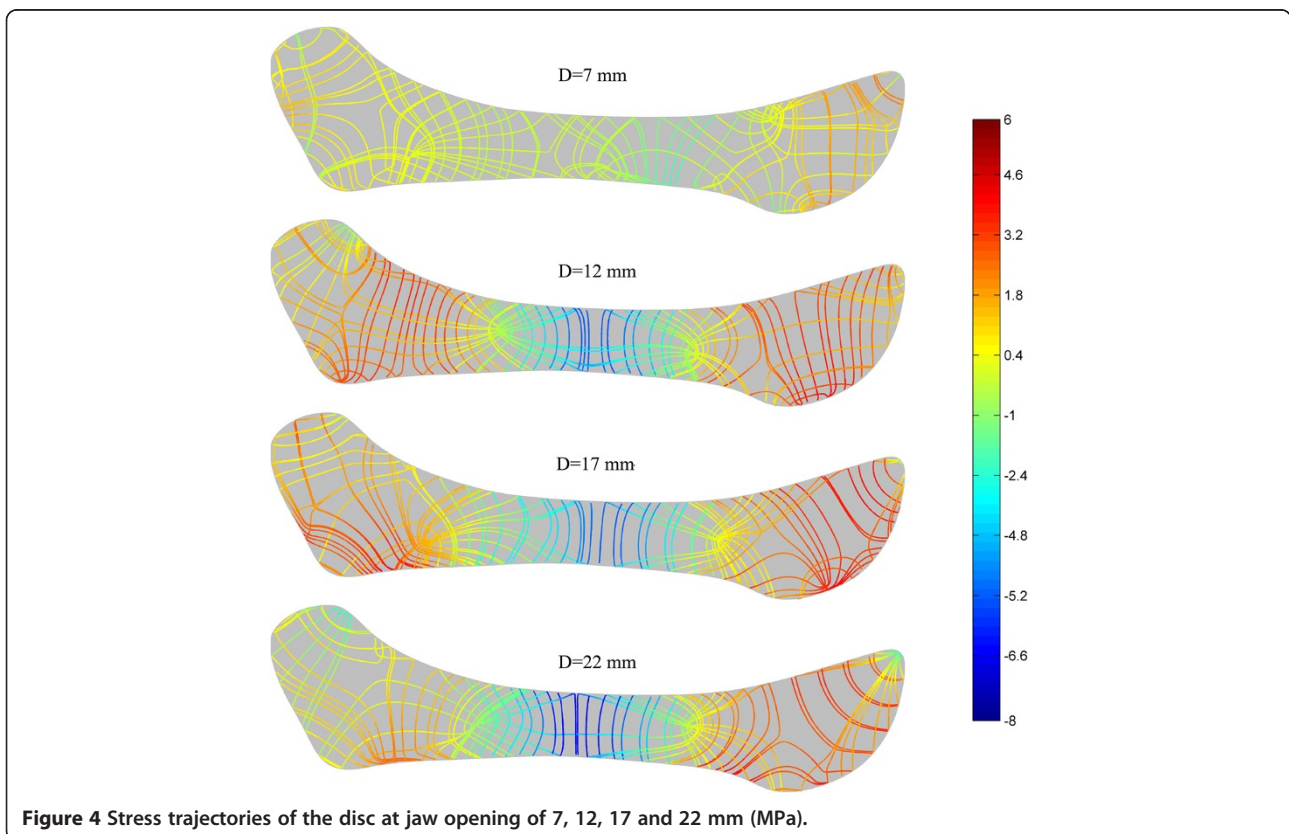 D=7 mm
D=12 mm
D=17 mm
D=22 mm
6
4.6
3.2
1.8
0.4
-1
-2.4
-4.8
-5.2
-6.6
-8
Figure 4 Stress trajectories of the disc at jaw opening of 7, 12, 17 and 22 mm (MPa).